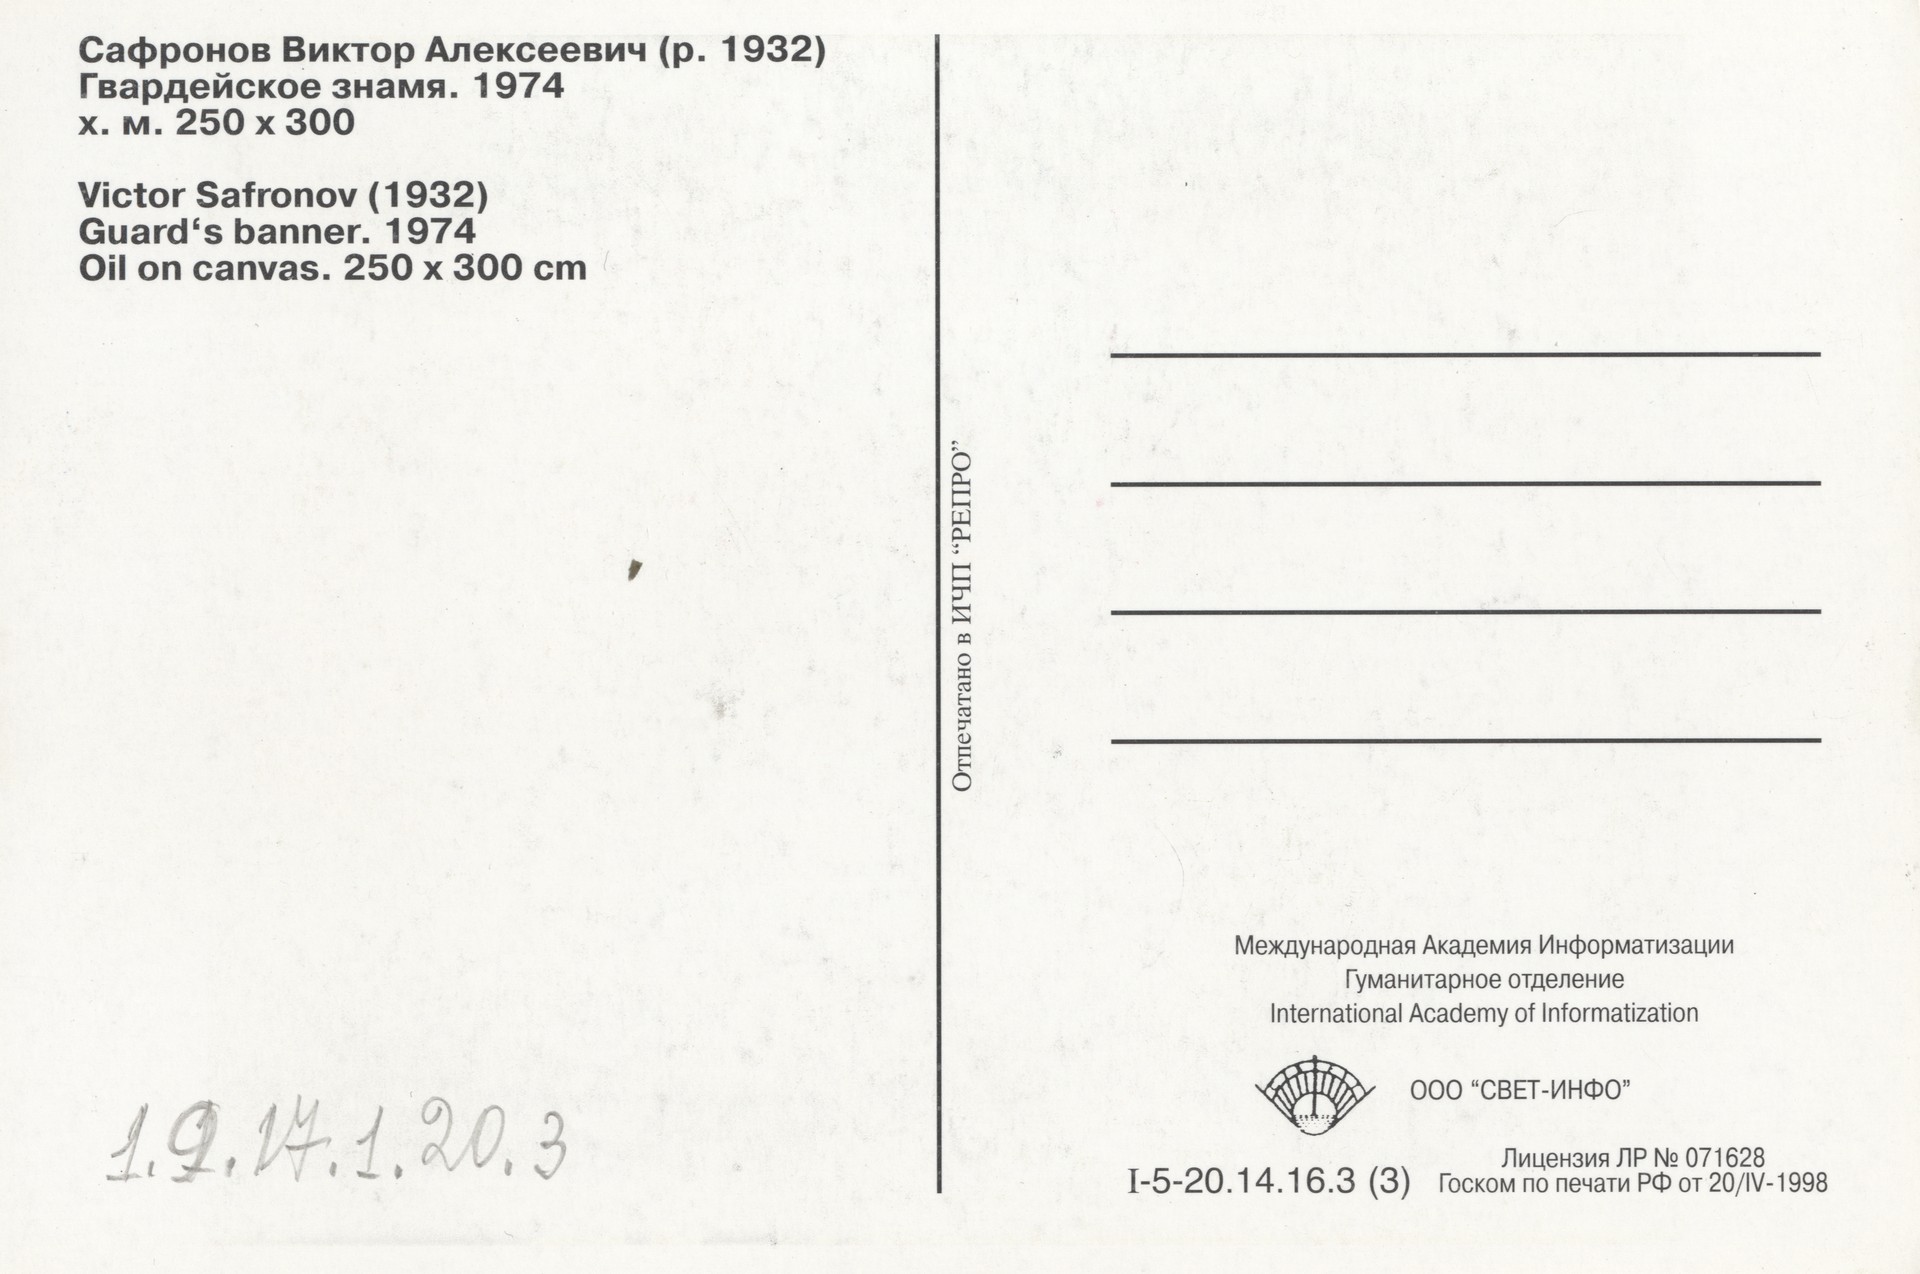 Сафронов Виктор Алексеевич (р. 1932)
Гвардейское знамя. 1974
х. м. 250 х 300
Victor Safronov (1932)
Guard‘s banner. 1974
Oil on canvas. 250 x 300 cm
1.9.17.1.20.3
Отпечатано в ИЧП “РЕПРО”
Международная Академия Информатизации
Гуманитарное отделение
International Academy of Informatization
ООО “СВЕТ-ИНФО”
I-5-20.14.16.3 (3)
Лицензия ЛР № 071628
Госком по печати РФ от 20/IV-1998